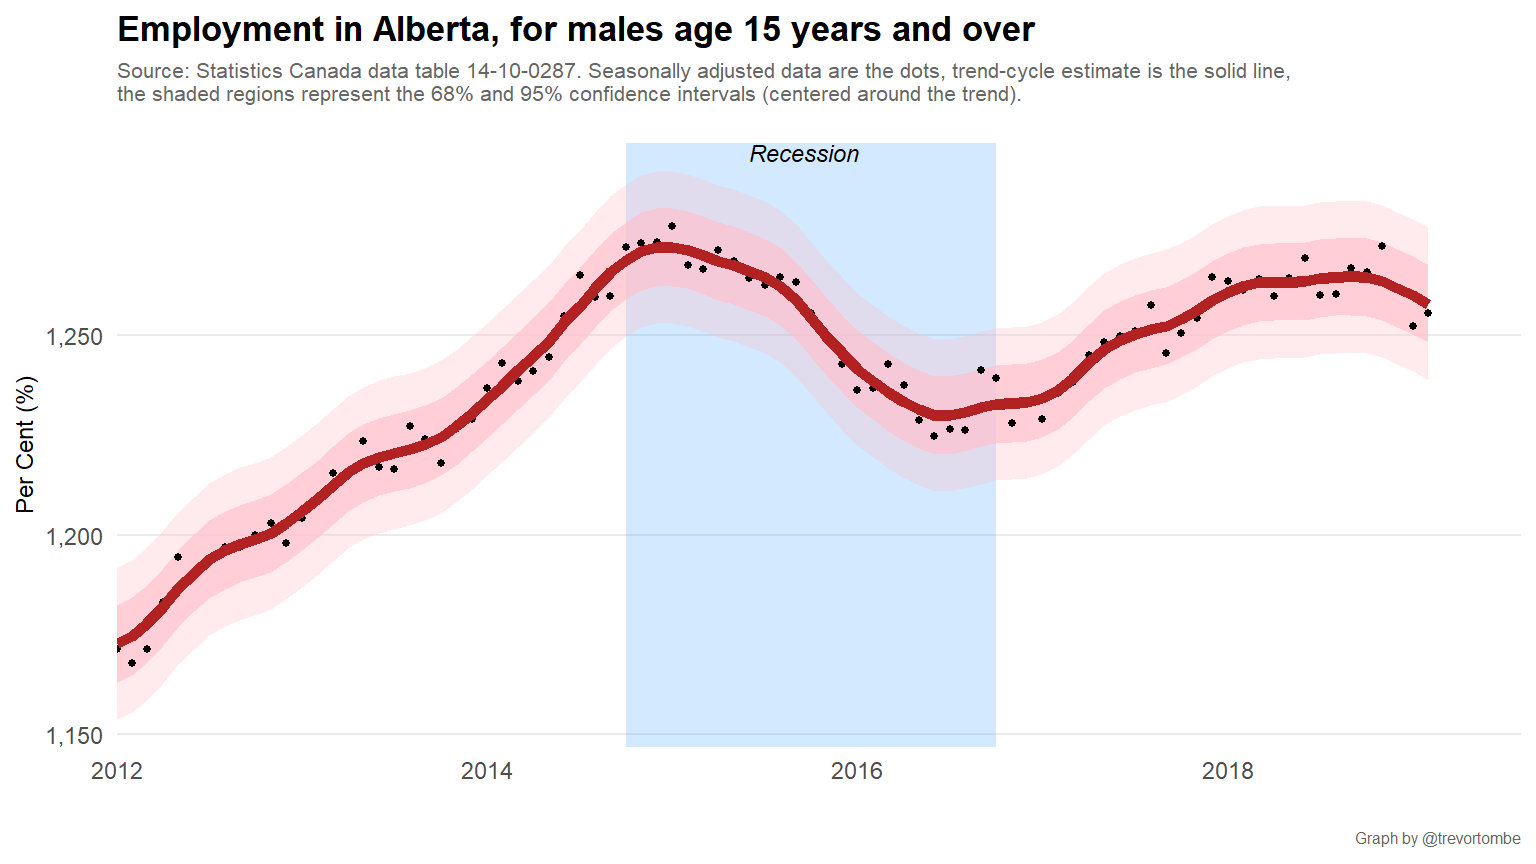 Employment in Alberta, for males age 15 years and over
Source: Statistics Canada data table 14-10-0287. Seasonally adjusted data are the dots, trend-cycle estimate is the solid line,
the shaded regions represent the 68% and 95% confidence intervals (centered around the trend).
Recession
Per Cent (%)
1,250
1,200
1,150
2012
2014
2016
2018
Graph by @trevortombe